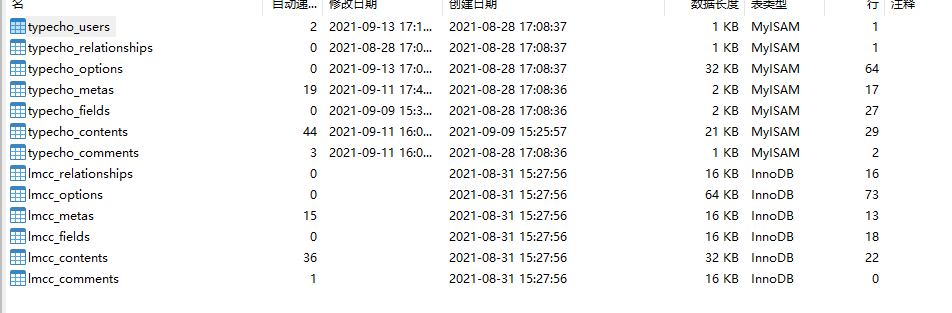 名 自动递... 修改日期 创建日期 数据长度 表类型 行 注释
typecho_users 2 2021-09-13 17:1... 2021-08-28 17:08:37 1 KB MyISAM 1
typecho_relationships 0 2021-08-28 17:0... 2021-08-28 17:08:37 1 KB MyISAM 1
typecho_options 0 2021-09-13 17:0... 2021-08-28 17:08:37 32 KB MyISAM 64
typecho_metas 19 2021-09-11 17:4... 2021-08-28 17:08:36 2 KB MyISAM 17
typecho_fields 0 2021-09-09 15:3... 2021-08-28 17:08:36 2 KB MyISAM 27
typecho_contents 44 2021-09-11 16:0... 2021-09-09 15:25:57 21 KB MyISAM 29
typecho_comments 3 2021-09-11 16:0... 2021-08-28 17:08:36 1 KB MyISAM 2
lmcc_relationships 0 2021-08-31 15:27:56 16 KB InnoDB 16
lmcc_options 0 2021-08-31 15:27:56 64 KB InnoDB 73
lmcc_metas 15 2021-08-31 15:27:56 16 KB InnoDB 13
lmcc_fields 0 2021-08-31 15:27:56 16 KB InnoDB 18
lmcc_contents 36 2021-08-31 15:27:56 32 KB InnoDB 22
lmcc_comments 1 2021-08-31 15:27:56 16 KB InnoDB 0